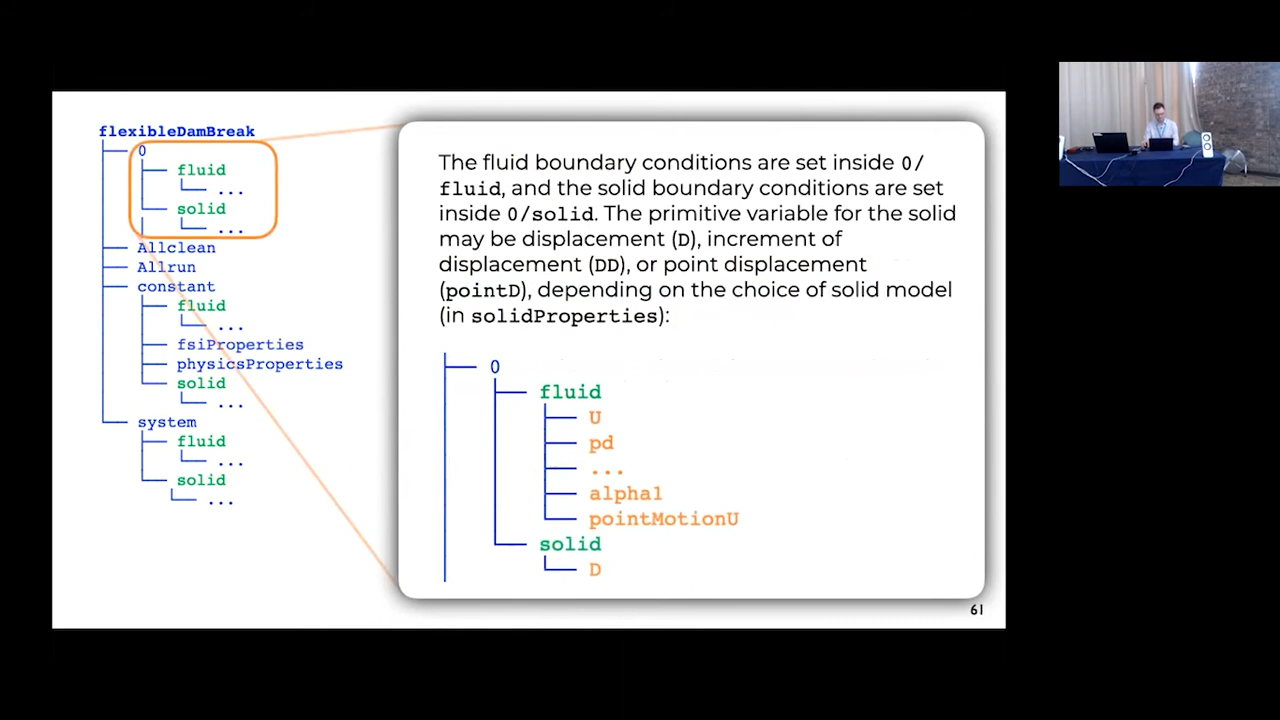 flexibleDamBreak
0
fluid
...
solid
...
Allclean
Allrun
constant
fluid
...
fsiProperties
physicsProperties
solid
...
system
fluid
...
solid
...
The fluid boundary conditions are set inside 0/
fluid, and the solid boundary conditions are set
inside 0/solid. The primitive variable for the solid
may be displacement (D), increment of
displacement (DD), or point displacement
(pointD), depending on the choice of solid model
(in solidProperties):
0
fluid
U
pd
...
alpha1
pointMotionU
solid
D
61